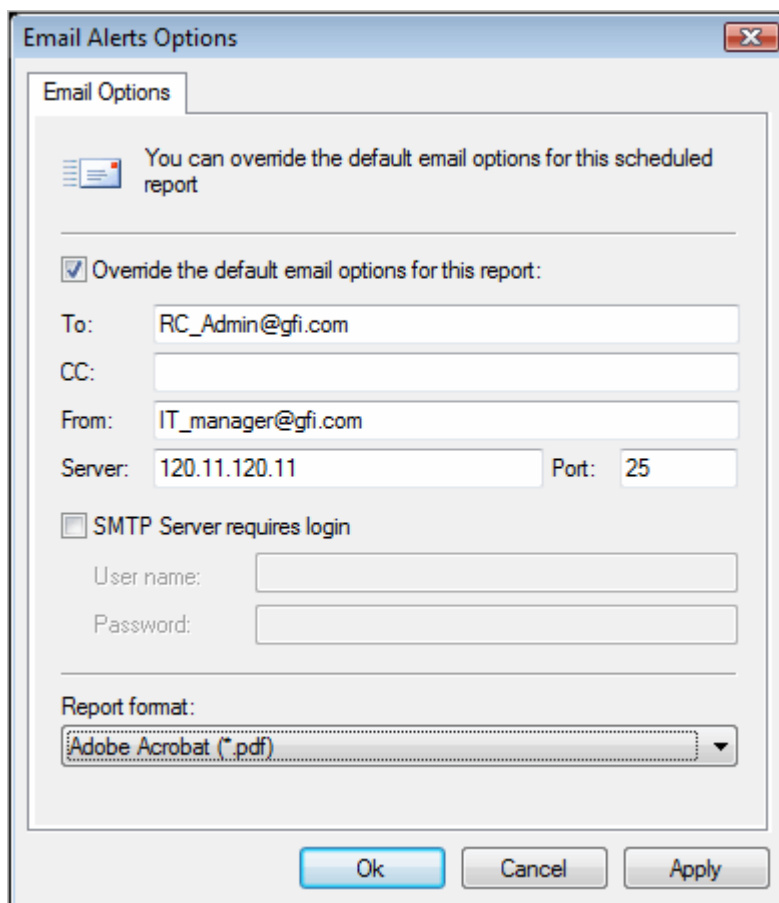 Email Alerts Options
Email Options
You can override the default email options for this scheduled
report
Override the default email options for this report:
To: RC_Admin@gfi.com
CC:
From: IT_manager@gfi.com
Server: 120.11.120.11 Port: 25
SMTP Server requires login
User name:
Password:
Report format:
Adobe Acrobat (*.pdf)
Ok Cancel Apply